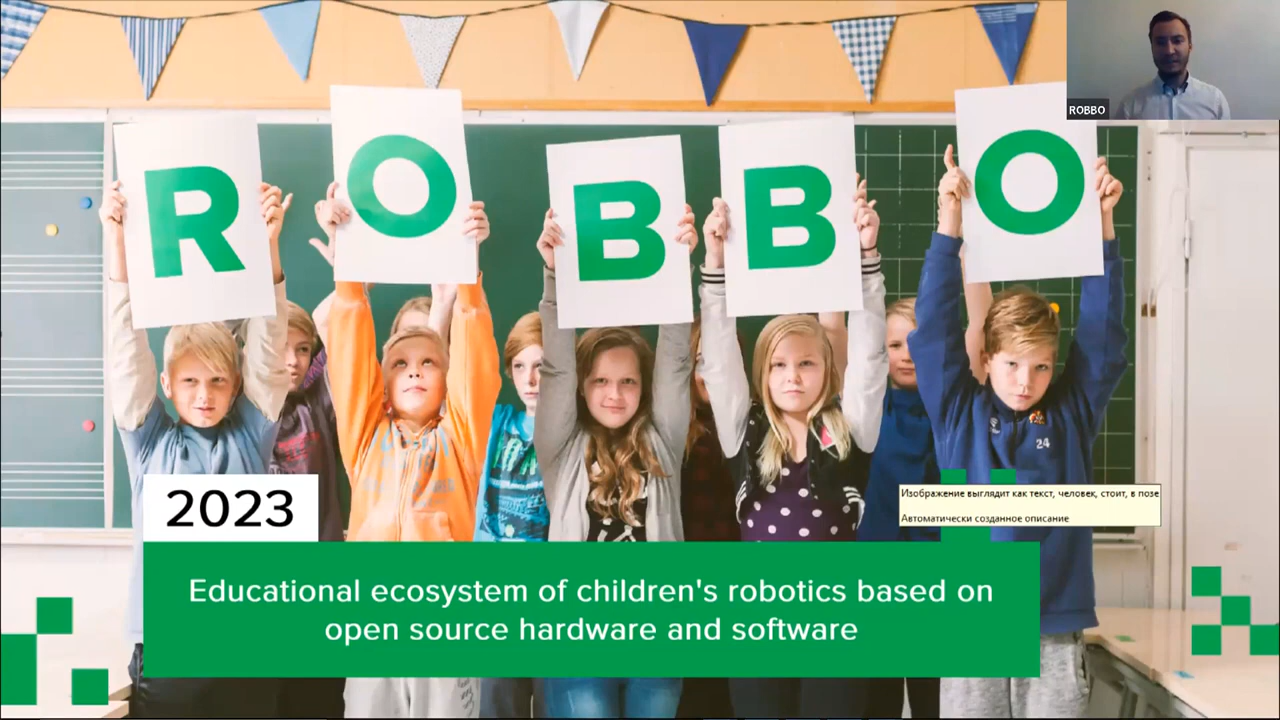 R O B B O
ROBBO
24
Изображение выглядит как текст, человек, стоит, в позе
Автоматически созданное описание
2023
Educational ecosystem of children's robotics based on
open source hardware and software